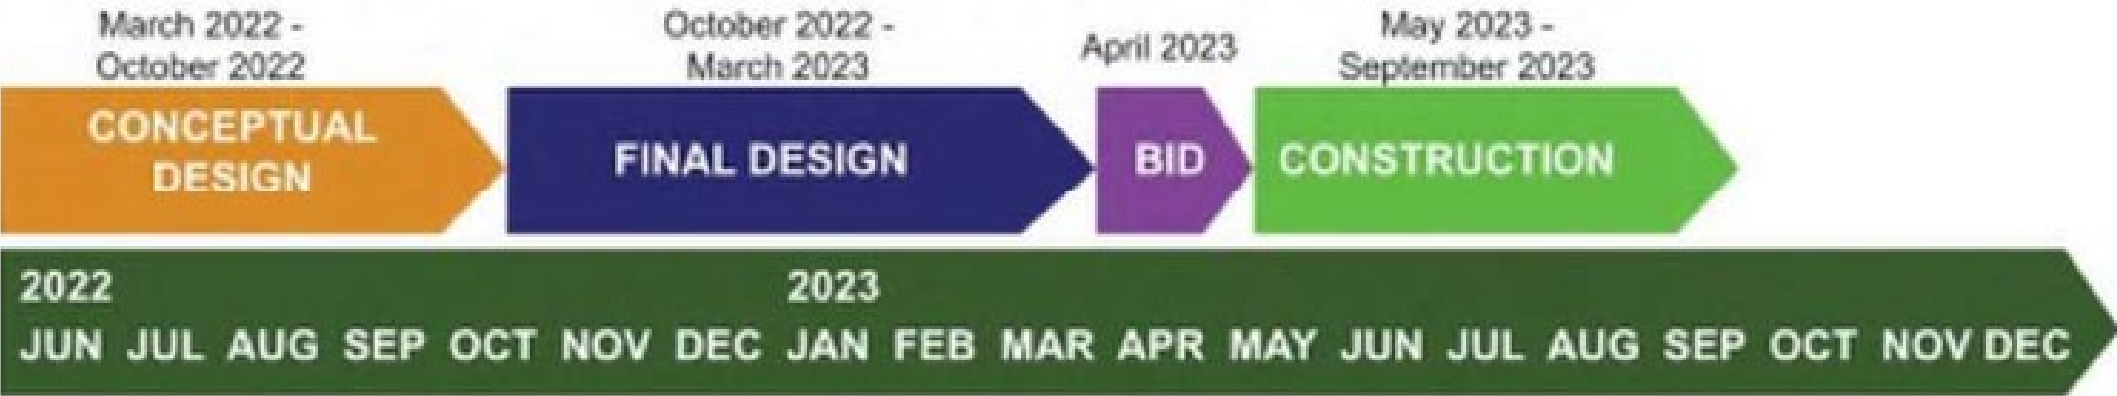 March 2022 -
October 2022
October 2022 -
March 2023
April 2023
May 2023 -
September 2023
CONCEPTUAL
DESIGN
FINAL DESIGN
BID
CONSTRUCTION
2022 2023
JUN JUL AUG SEP OCT NOV DEC JAN FEB MAR APR MAY JUN JUL AUG SEP OCT NOV DEC